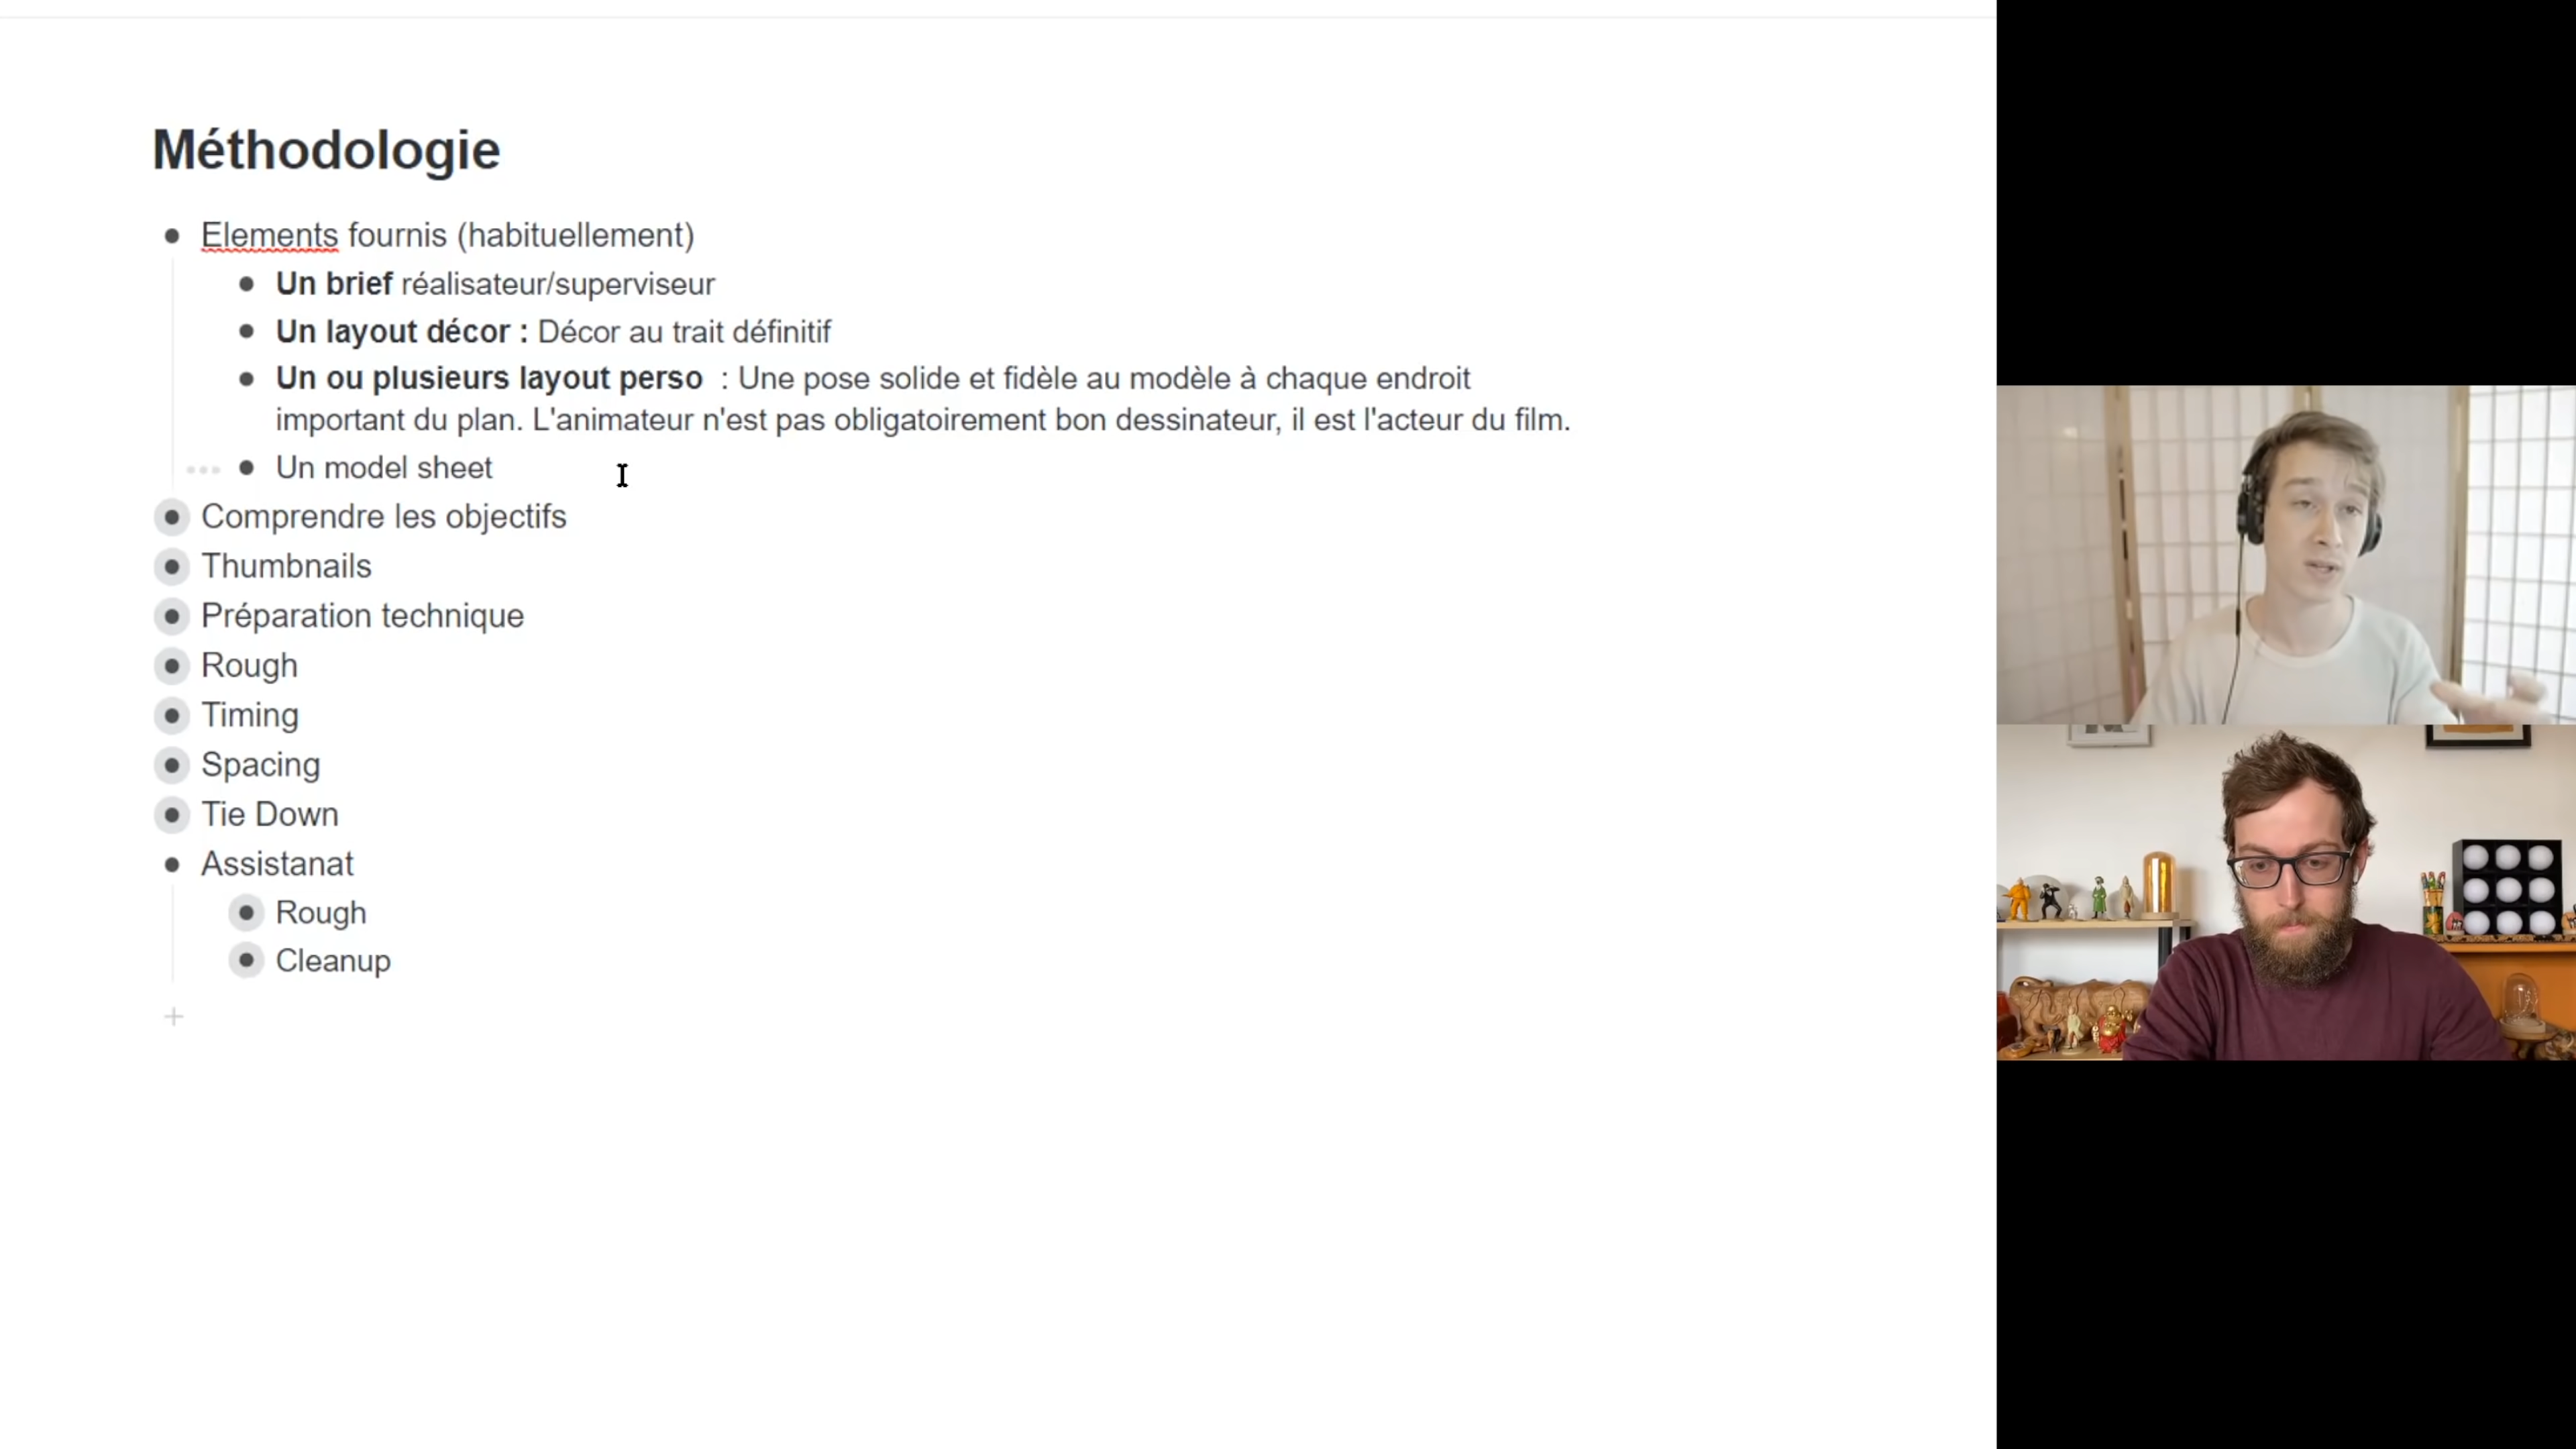 Méthodologie
Elements fournis (habituellement)
Un brief réalisateur/superviseur
Un layout décor : Décor au trait définitif
Un ou plusieurs layout perso : Une pose solide et fidèle au modèle à chaque endroit
important du plan. L'animateur n'est pas obligatoirement bon dessinateur, il est l'acteur du film.
Un model sheet
Comprendre les objectifs
Thumbnails
Préparation technique
Rough
Timing
Spacing
Tie Down
Assistanat
Rough
Cleanup